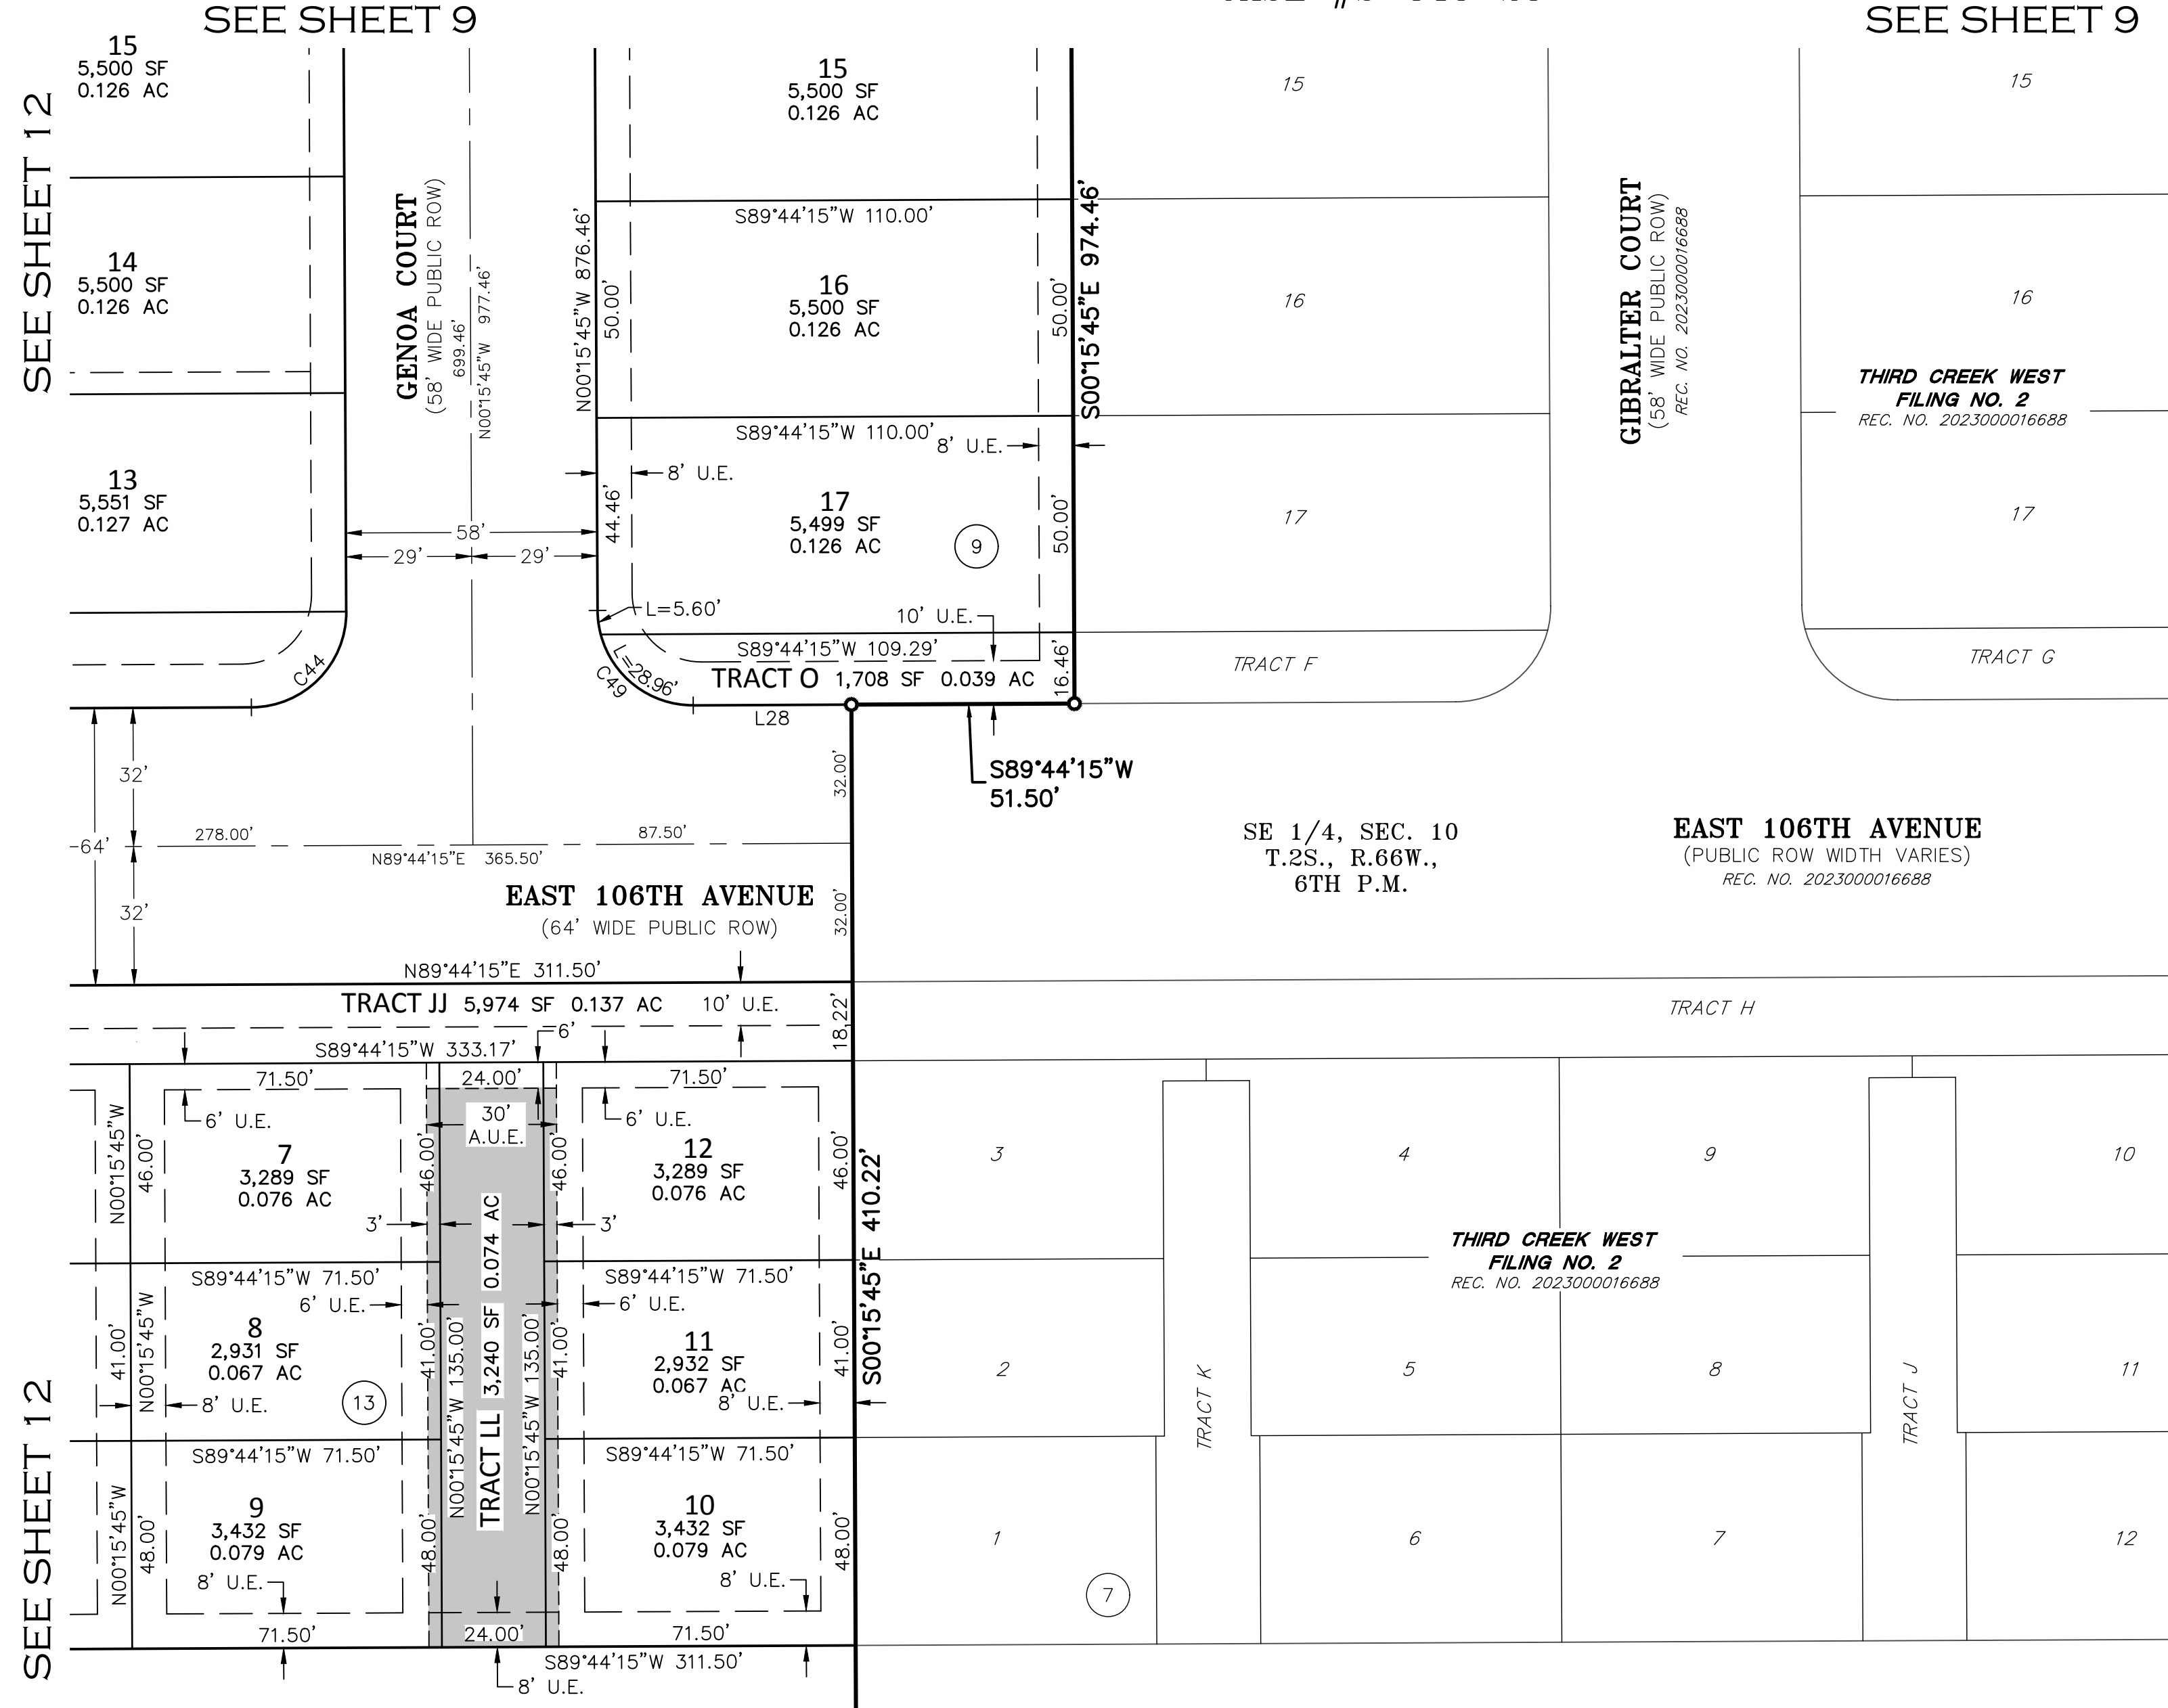 SEE SHEET 9
SEE SHEET 9
SEE SHEET 12
15
5,500 SF
0.126 AC
14
5,500 SF
0.126 AC
13
5,551 SF
0.127 AC
GENOA COURT
(58' WIDE PUBLIC ROW)
699.46'
N00°15'45"W 977.46'
N00°15'45"W 876.46'
15
5,500 SF
0.126 AC
S89°44'15"W 110.00'
50.00'
16
5,500 SF
0.126 AC
50.00'
S00°15'45"E 974.46'
S89°44'15"W 110.00'
8' U.E.
8' U.E.
44.46'
17
5,499 SF
0.126 AC
9
50.00'
58'
29'
29'
L=5.60'
10' U.E.
S89°44'15"W 109.29'
L=28.96'
C49
C44
TRACT O 1,708 SF 0.039 AC
16.46'
L28
S89°44'15"W
51.50'
15
16
17
TRACT F
GIBRALTER COURT
(58' WIDE PUBLIC ROW)
REC. NO. 2023000016688
15
16
THIRD CREEK WEST
FILING NO. 2
REC. NO. 2023000016688
17
TRACT G
32'
64'
32'
278.00'
87.50'
N89°44'15"E 365.50'
32.00'
32.00'
EAST 106TH AVENUE
(64' WIDE PUBLIC ROW)
SE 1/4, SEC. 10
T.2S., R.66W.,
6TH P.M.
EAST 106TH AVENUE
(PUBLIC ROW WIDTH VARIES)
REC. NO. 2023000016688
N89°44'15"E 311.50'
TRACT JJ 5,974 SF 0.137 AC 10' U.E.
18.22'
6'
S89°44'15"W 333.17'
TRACT H
71.50'
24.00'
71.50'
6' U.E.
30'
A.U.E.
6' U.E.
N00°15'45"W
46.00'
7
3,289 SF
0.076 AC
46.00'
46.00'
12
3,289 SF
0.076 AC
46.00'
3'
3'
S00°15'45"E 410.22'
S89°44'15"W 71.50'
S89°44'15"W 71.50'
6' U.E.
6' U.E.
41.00'
N00°15'45"W
8
2,931 SF
0.067 AC
8' U.E.
13
41.00'
N00°15'45"W 135.00'
TRACT LL 3,240 SF 0.074 AC
N00°15'45"W 135.00'
41.00'
11
2,932 SF
0.067 AC
8' U.E.
41.00'
S89°44'15"W 71.50'
S89°44'15"W 71.50'
SEE SHEET 12
N00°15'45"W
48.00'
9
3,432 SF
0.079 AC
8' U.E.
48.00'
48.00'
10
3,432 SF
0.079 AC
8' U.E.
48.00'
71.50'
24.00'
71.50'
S89°44'15"W 311.50'
8' U.E.
3
4
9
10
THIRD CREEK WEST
FILING NO. 2
REC. NO. 2023000016688
2
TRACT K
5
8
TRACT J
11
1
6
7
12
7